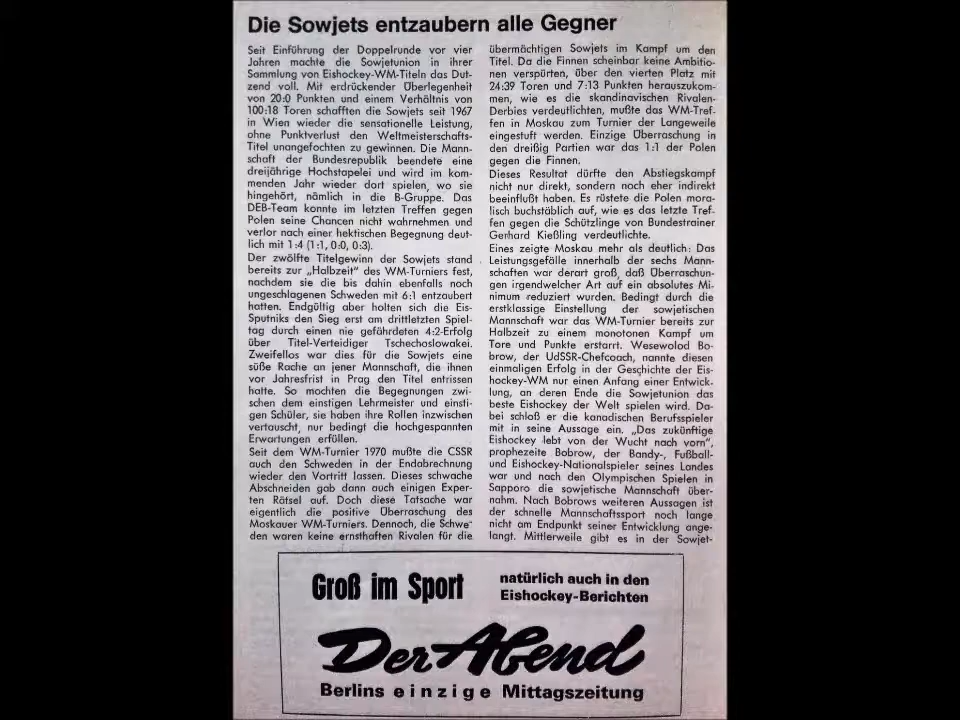 Die Sowjets entzaubern alle Gegner
Seit Einführung der Doppelrunde vor vier
Jahren machte die Sowjetunion in ihrer
Sammlung von Eishockey-WM-Titeln das Dut-
zend voll. Mit erdrückender Überlegenheit
von 20:0 Punkten und einem Verhältnis von
100:18 Toren schafften die Sowjets seit 1967
in Wien wieder die sensationelle Leistung,
ohne Punktverlust den Weltmeisterschafts-
Titel unangefochten zu gewinnen. Die Mann-
schaft der Bundesrepublik beendete eine
dreijährige Hochstapelei und wird im kom-
menden Jahr wieder dort spielen, wo sie
hingehört, nämlich in die B-Gruppe. Das
DEB-Team konnte im letzten Treffen gegen
Polen seine Chancen nicht wahrnehmen und
verlor nach einer hektischen Begegnung deut-
lich mit 1:4 (1:1, 0:0, 0:3).
Der zwölfte Titelgewinn der Sowjets stand
bereits zur „Halbzeit" des WM-Turniers fest,
nachdem sie die bis dahin ebenfalls noch
ungeschlagenen Schweden mit 6:1 entzaubert
hatten. Endgültig aber holten sich die Eis-
Sputniks den Sieg erst am drittletzten Spiel-
tag durch einen nie gefährdeten 4:2-Erfolg
über Titel-Verteidiger Tschechoslowakei.
Zweifellos war dies für die Sowjets eine
süße Rache an jener Mannschaft, die ihnen
vor Jahresfrist in Prag den Titel entrissen
hatte. So mochten die Begegnungen zwi-
schen dem einstigen Lehrmeister und einsti-
gen Schüler, sie haben ihre Rollen inzwischen
vertauscht, nur bedingt die hochgespannten
Erwartungen erfüllen.
Seit dem WM-Turnier 1970 mußte die CSSR
auch den Schweden in der Endabrechnung
wieder den Vortritt lassen. Dieses schwache
Abschneiden gab dann auch einigen Exper-
ten Rätsel auf. Doch diese Tatsache war
eigentlich die positive Überraschung des
Moskauer WM-Turniers. Dennoch, die Schwe-
den waren keine ernsthaften Rivalen für die
übermächtigen Sowjets im Kampf um den
Titel. Da die Finnen scheinbar keine Ambitio-
nen verspürten, über den vierten Platz mit
24:39 Toren und 7:13 Punkten herauszukom-
men, wie es die skandinavischen Rivalen-
Derbies verdeutlichten, mußte das WM-Tref-
fen in Moskau zum Turnier der Langeweile
eingestuft werden. Einzige Überraschung in
den dreißig Partien war das 1:1 der Polen
gegen die Finnen.
Dieses Resultat dürfte den Abstiegskampf
nicht nur direkt, sondern noch eher indirekt
beeinflußt haben. Es rüstete die Polen mora-
lisch buchstäblich auf, wie es das letzte Tref-
fen gegen die Schützlinge von Bundestrainer
Gerhard Kießling verdeutlichte.
Eines zeigte Moskau mehr als deutlich: Das
Leistungsgefälle innerhalb der sechs Mann-
schaften war derart groß, daß Überraschun-
gen irgendwelcher Art auf ein absolutes Mi-
nimum reduziert wurden. Bedingt durch die
erstklassige Einstellung der sowjetischen
Mannschaft war das WM-Turnier bereits zur
Halbzeit zu einem monotonen Kampf um
Tore und Punkte erstarrt. Wesewolod Bo-
brow, der UdSSR-Chefcoach, nannte diesen
einmaligen Erfolg in der Geschichte der Eis-
hockey-WM nur einen Anfang einer Entwick-
lung, an deren Ende die Sowjetunion das
beste Eishockey der Welt spielen wird. Da-
bei schloß er die kanadischen Berufsspieler
mit in seine Aussage ein. „Das zukünftige
Eishockey lebt von der Wucht nach vorn",
prophezeite Bobrow, der Bandy-, Fußball-
und Eishockey-Nationalspieler seines Landes
war und nach den Olympischen Spielen in
Sapporo die sowjetische Mannschaft über-
nahm. Nach Bobrows weiteren Aussagen ist
der schnelle Mannschaftssport noch lange
nicht am Endpunkt seiner Entwicklung ange-
langt. Mittlerweile gibt es in der Sowjet-
Groß im Sport
natürlich auch in den
Eishockey-Berichten
Der Abend
Berlins einzige Mittagszeitung